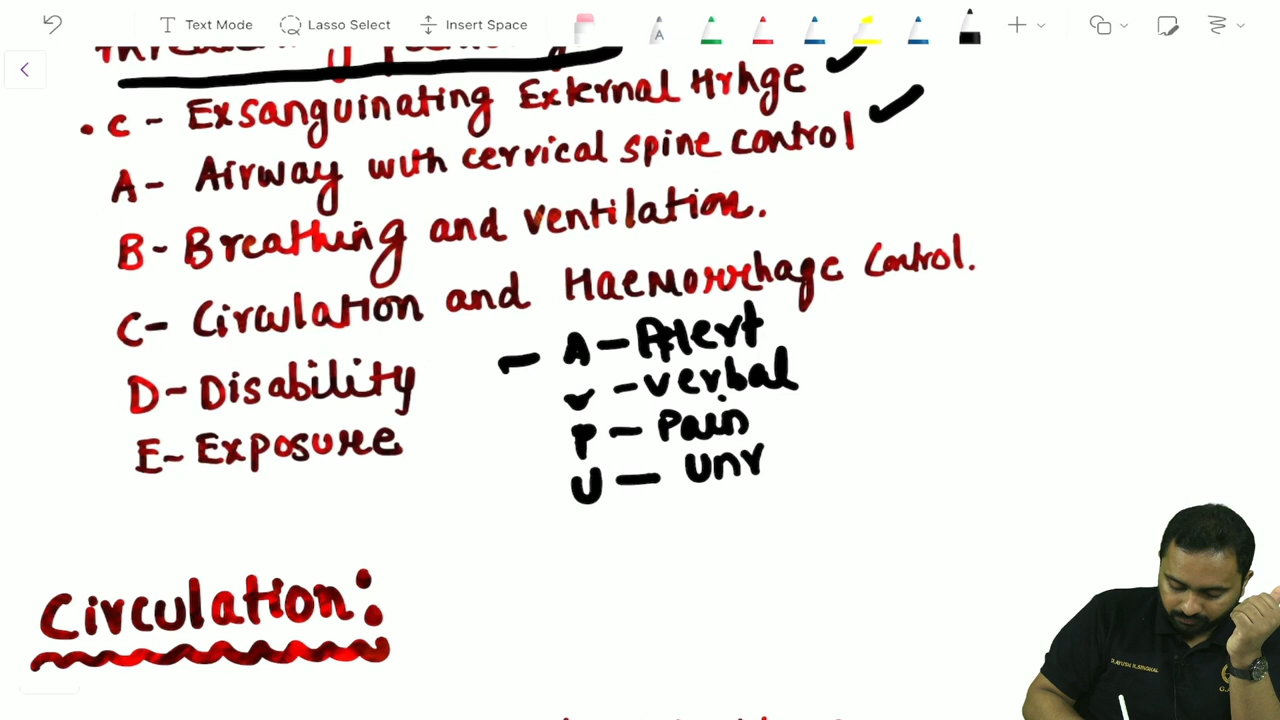 Text Mode Lasso Select Insert Space
A
• C - Exsanguinating External Hrhge
A - Airway with cervical spine control
B - Breathing and ventilation.
C - Circulation and Haemorrhage control.
D - Disability
E - Exposure
- A - Alert
V - Verbal
P - Pain
U - Unr
Circulation: